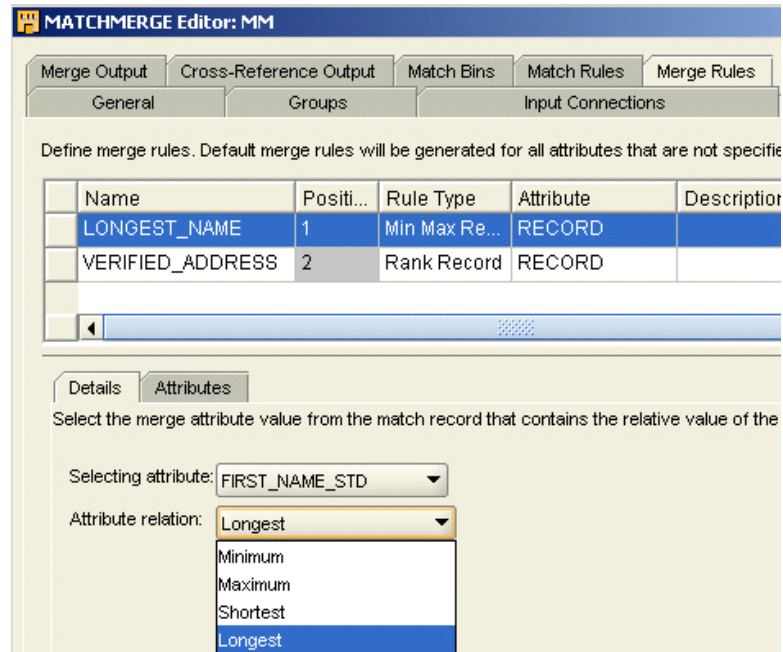 MATCHMERGE Editor: MM
Merge Output Cross-Reference Output Match Bins Match Rules Merge Rules
General Groups Input Connections
Define merge rules. Default merge rules will be generated for all attributes that are not specifie
Name Positi... Rule Type Attribute Description
LONGEST_NAME 1 Min Max Re... RECORD
VERIFIED_ADDRESS 2 Rank Record RECORD
Details Attributes
Select the merge attribute value from the match record that contains the relative value of the
Selecting attribute: FIRST_NAME_STD
Attribute relation: Longest
Minimum
Maximum
Shortest
Longest